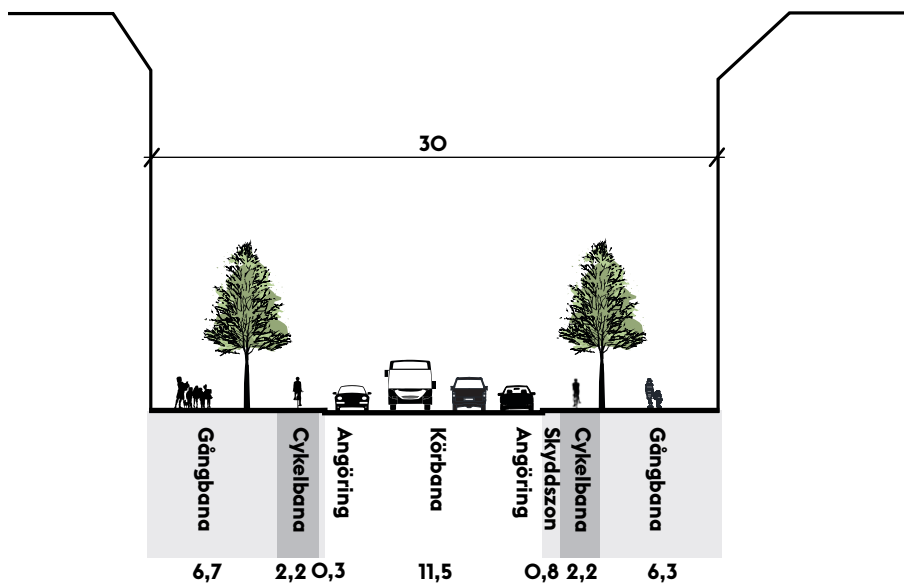 30
Gångbana
Cykelbana
Angöring
Körbana
Angöring
Skyddszon
Cykelbana
Gångbana
6,7
2,2
0,3
11,5
0,8
2,2
6,3